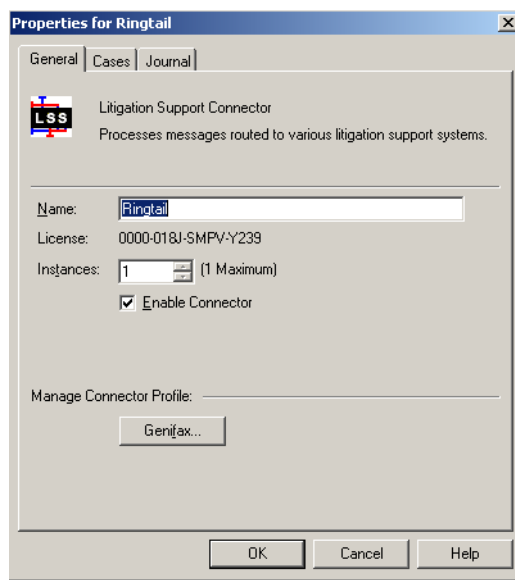 Properties for Ringtail
General Cases Journal
LSS
Litigation Support Connector
Processes messages routed to various litigation support systems.
Name: Ringtail
License: 0000-018J-SMPV-Y239
Instances: 1 (1 Maximum)
Enable Connector
Manage Connector Profile:
Genifax...
OK Cancel Help